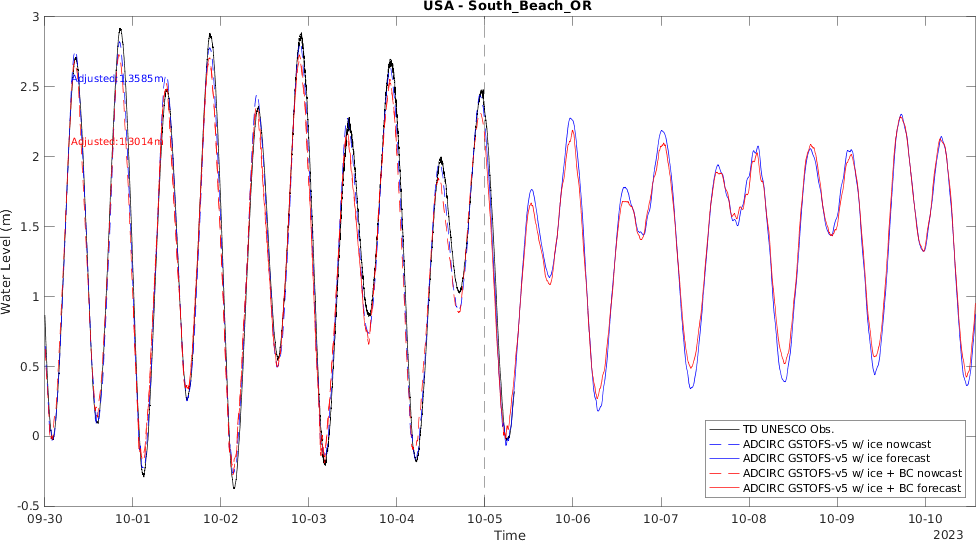 USA - South_Beach_OR
3
2.5
2
1.5
1
0.5
0
-0.5
Water Level (m)
Adjusted:1.3585m
Adjusted:1.3014m
TD UNESCO Obs.
ADCIRC GSTOFS-v5 w/ ice nowcast
ADCIRC GSTOFS-v5 w/ ice forecast
ADCIRC GSTOFS-v5 w/ ice + BC nowcast
ADCIRC GSTOFS-v5 w/ ice + BC forecast
09-30 10-01 10-02 10-03 10-04 10-05 10-06 10-07 10-08 10-09 10-10
Time
2023